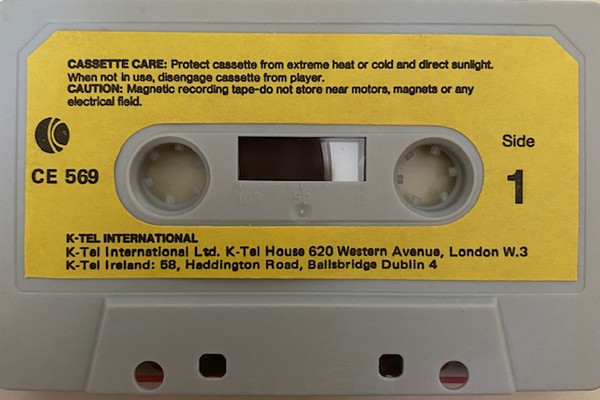 CASSETTE CARE: Protect cassette from extreme heat or cold and direct sunlight.
When not in use, disengage cassette from player.
CAUTION: Magnetic recording tape-do not store near motors, magnets or any
electrical field.
CE 569
Side
1
100 50 0
K-TEL INTERNATIONAL
K-Tel International Ltd. K-Tel House 620 Western Avenue, London W.3
K-Tel Ireland: 58, Haddington Road, Ballsbridge Dublin 4